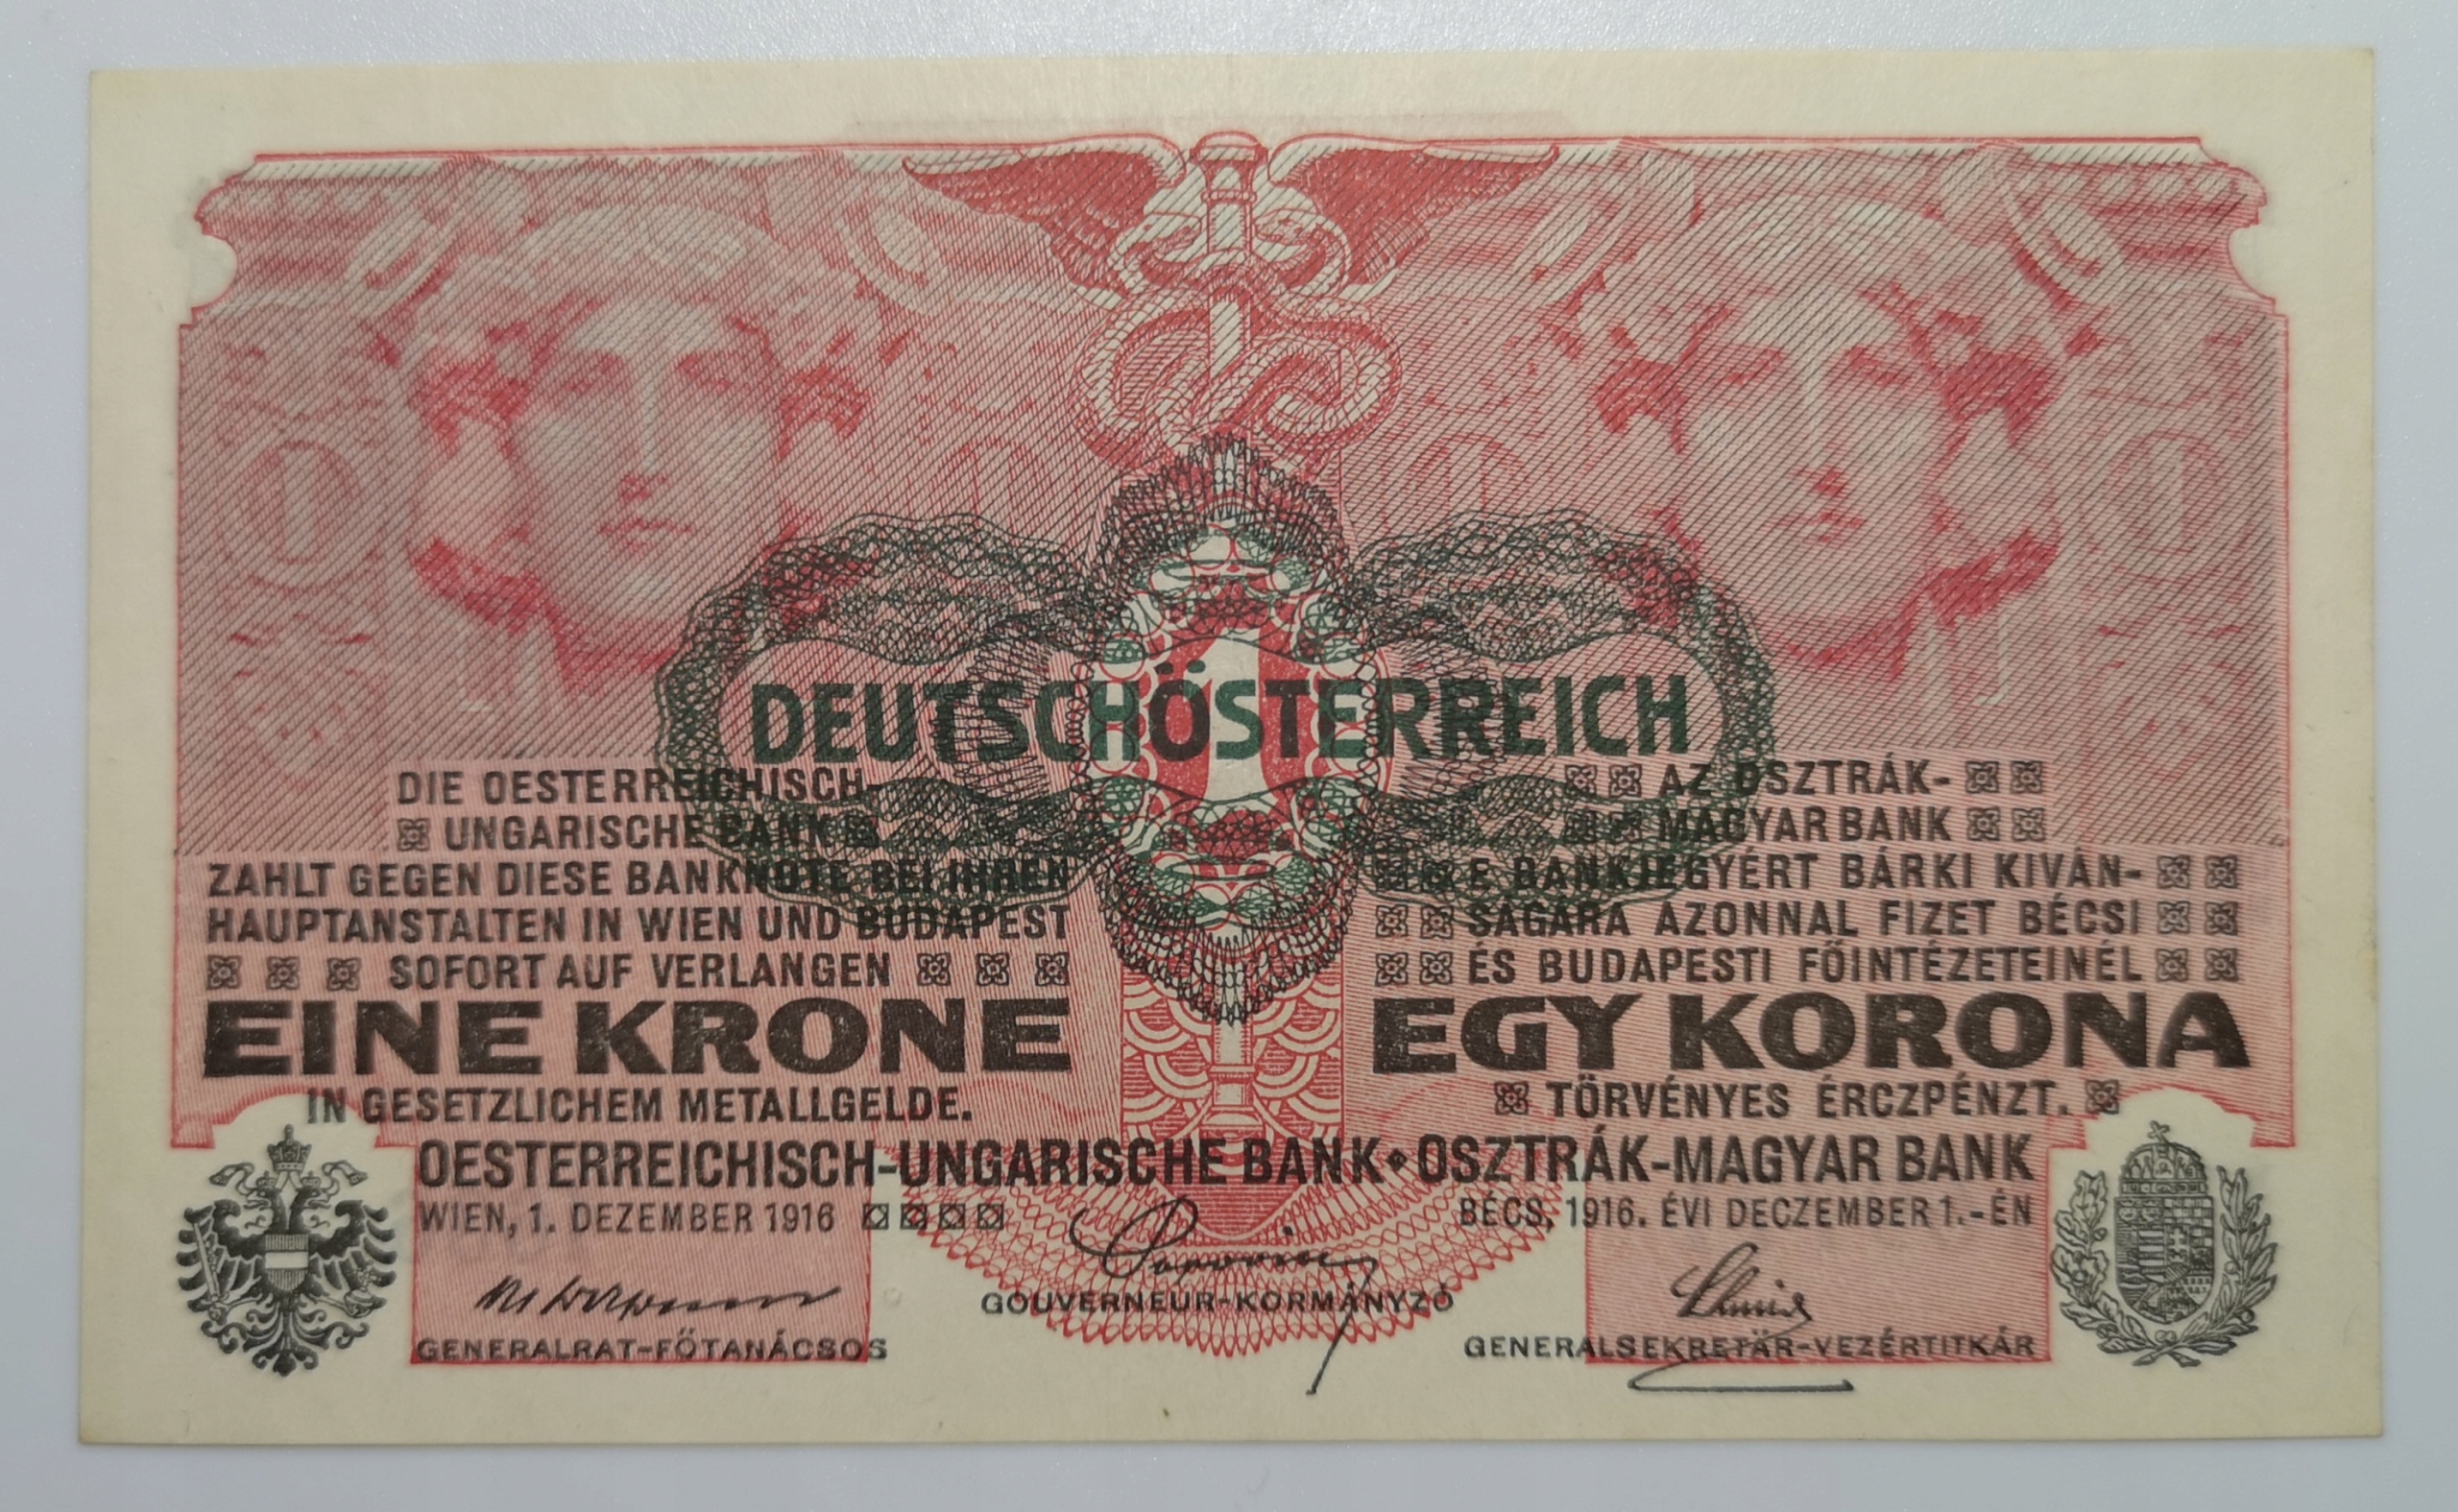 DEUTSCHÖSTERREICH
1
DIE OESTERREICHISCH-
UNGARISCHE BANK
ZAHLT GEGEN DIESE BANKNOTE BEI IHREN
HAUPTANSTALTEN IN WIEN UND BUDAPEST
SOFORT AUF VERLANGEN
EINE KRONE
IN GESETZLICHEM METALLGELDE.
AZ OSZTRÁK-
MAGYAR BANK
E BANKJEGYÉRT BÁRKI KIVÁN-
SÁGÁRA AZONNAL FIZET BÉCSI
ÉS BUDAPESTI FŐINTÉZETEINÉL
EGY KORONA
TÖRVÉNYES ÉRCZPÉNZT.
OESTERREICHISCH-UNGARISCHE BANK • OSZTRÁK-MAGYAR BANK
WIEN, 1. DEZEMBER 1916
BÉCS, 1916. ÉVI DECZEMBER 1.-ÉN
GENERALRAT-FŐTANÁCSOS
GOUVERNEUR-KORMÁNYZÓ
GENERALSEKRETÄR-VEZÉRTITKÁR